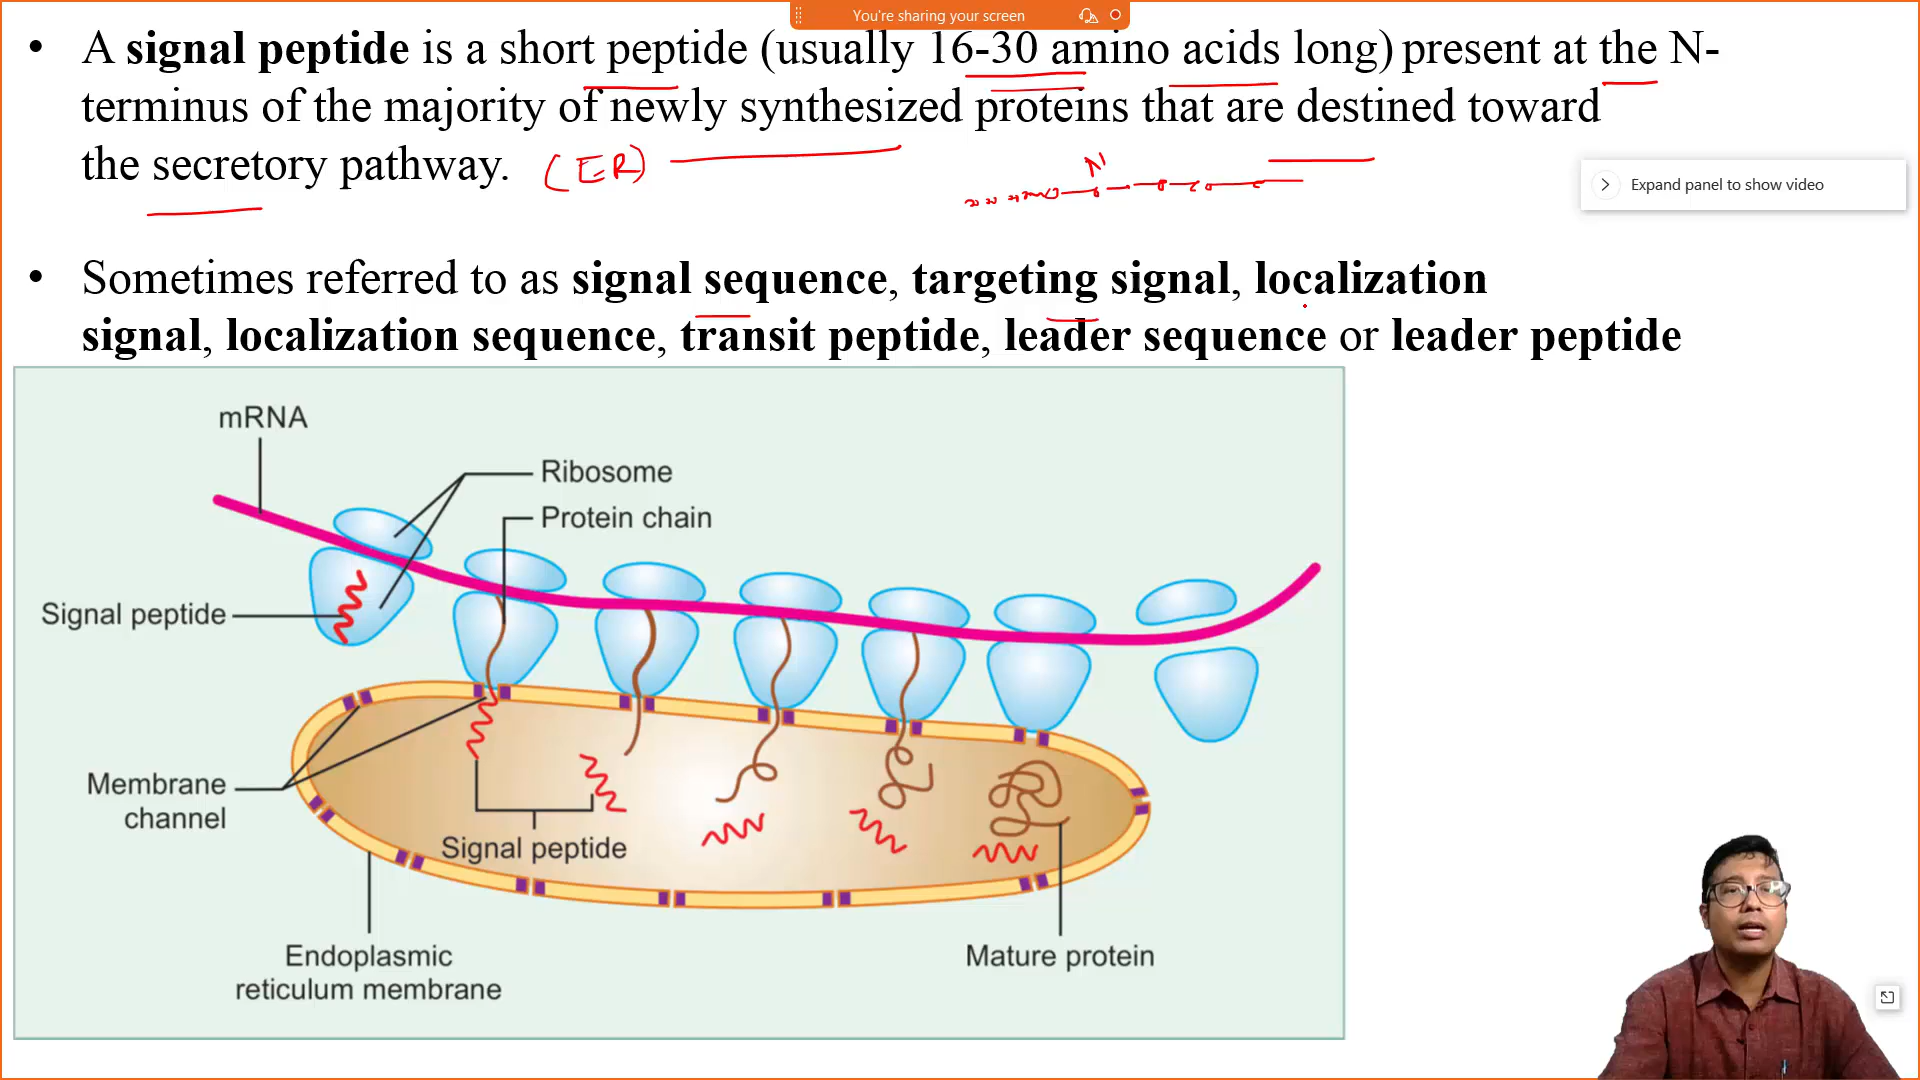 You're sharing your screen
• A signal peptide is a short peptide (usually 16-30 amino acids long) present at the N-
terminus of the majority of newly synthesized proteins that are destined toward
the secretory pathway. (ER)
N
Expand panel to show video
• Sometimes referred to as signal sequence, targeting signal, localization
signal, localization sequence, transit peptide, leader sequence or leader peptide
mRNA
Ribosome
Protein chain
Signal peptide
Membrane
channel
Signal peptide
Endoplasmic
reticulum membrane
Mature protein